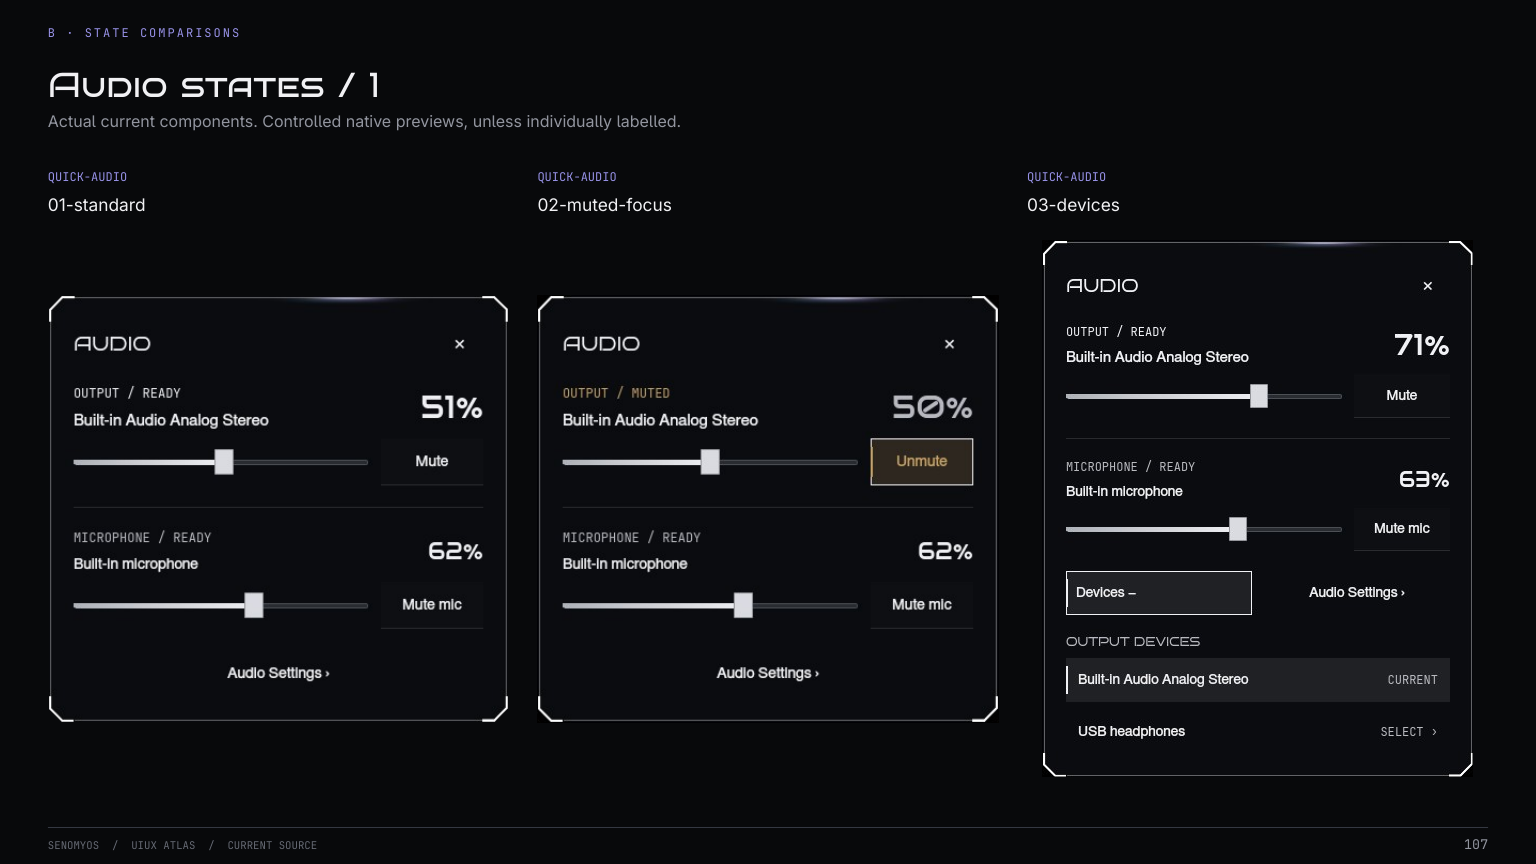 B · STATE COMPARISONS
AUDIO STATES / 1
Actual current components. Controlled native previews, unless individually labelled.
QUICK-AUDIO
01-standard
AUDIO ×
OUTPUT / READY
51%
Built-in Audio Analog Stereo
Mute
MICROPHONE / READY
62%
Built-in microphone
Mute mic
Audio Settings ›
QUICK-AUDIO
02-muted-focus
AUDIO ×
OUTPUT / MUTED
50%
Built-in Audio Analog Stereo
Unmute
MICROPHONE / READY
62%
Built-in microphone
Mute mic
Audio Settings ›
QUICK-AUDIO
03-devices
AUDIO ×
OUTPUT / READY
71%
Built-in Audio Analog Stereo
Mute
MICROPHONE / READY
63%
Built-in microphone
Mute mic
Devices –
Audio Settings ›
OUTPUT DEVICES
Built-in Audio Analog Stereo CURRENT
USB headphones SELECT ›
SENOMYOS / UIUX ATLAS / CURRENT SOURCE
107